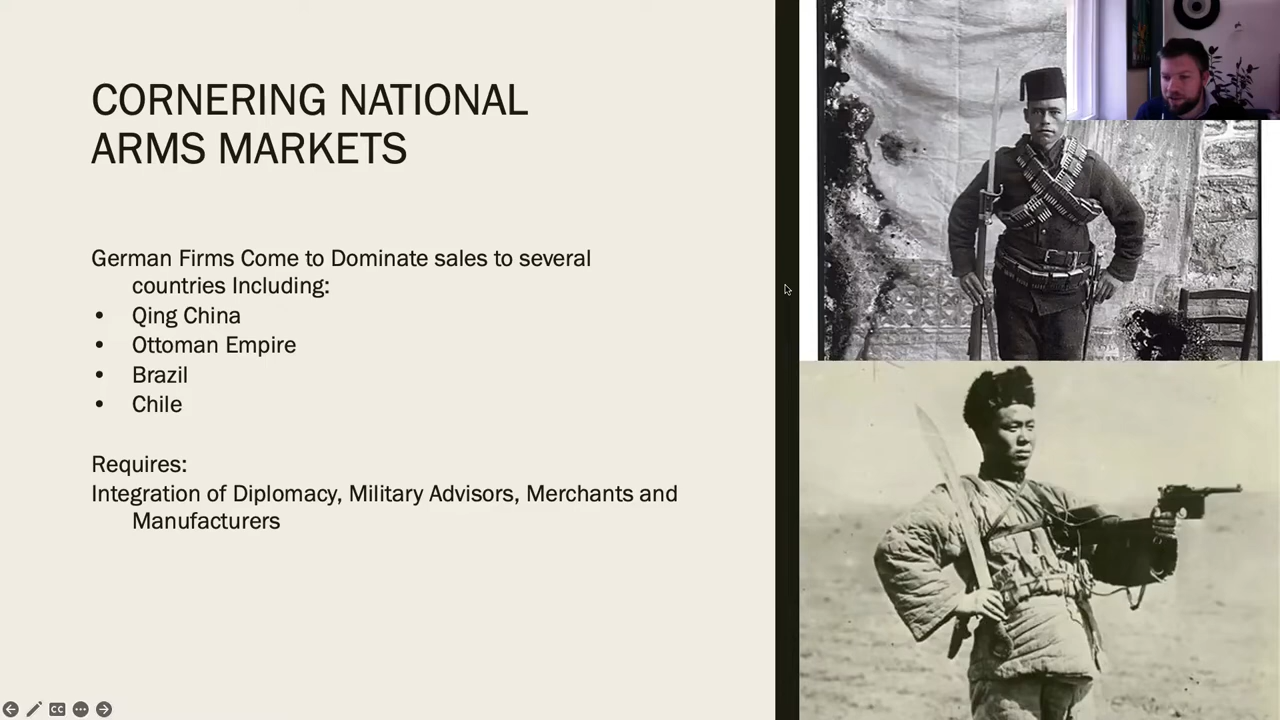 CORNERING NATIONAL
ARMS MARKETS
German Firms Come to Dominate sales to several
countries Including:
• Qing China
• Ottoman Empire
• Brazil
• Chile
Requires:
Integration of Diplomacy, Military Advisors, Merchants and
Manufacturers
CC